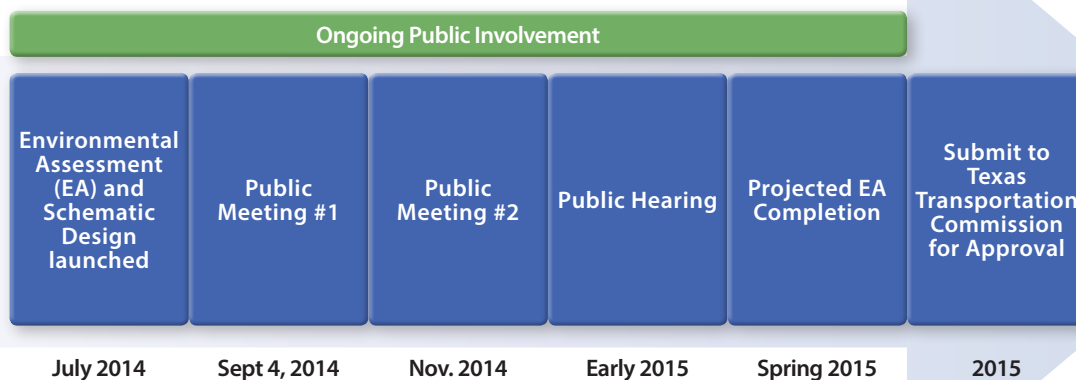 Ongoing Public Involvement
Environmental
Assessment
(EA) and
Schematic
Design
launched
Public
Meeting #1
Public
Meeting #2
Public Hearing
Projected EA
Completion
Submit to
Texas
Transportation
Commission
for Approval
July 2014
Sept 4, 2014
Nov. 2014
Early 2015
Spring 2015
2015